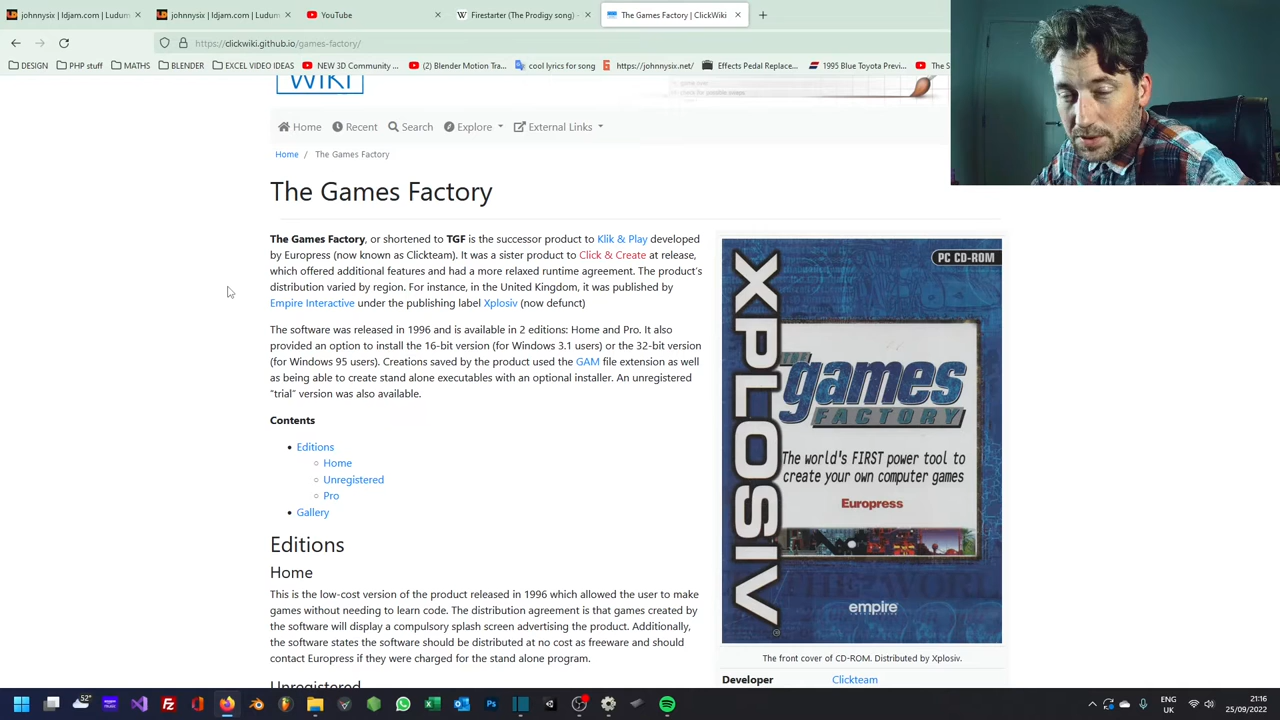 johnnysix | ldjam.com | Ludum
johnnysix | ldjam.com | Ludum
YouTube
Firestarter (The Prodigy song) -
The Games Factory | ClickWiki
https://clickwiki.github.io/games-factory/
DESIGN
PHP stuff
MATHS
BLENDER
EXCEL VIDEO IDEAS
NEW 3D Community ...
(2) Blender Motion Tra...
cool lyrics for song
https://johnnysix.net/
Effects Pedal Replace...
1995 Blue Toyota Previ...
The S
WIKI
Home
Recent
Search
Explore
External Links
Home / The Games Factory
The Games Factory
The Games Factory, or shortened to TGF is the successor product to Klik & Play developed
by Europress (now known as Clickteam). It was a sister product to Click & Create at release,
which offered additional features and had a more relaxed runtime agreement. The product's
distribution varied by region. For instance, in the United Kingdom, it was published by
Empire Interactive under the publishing label Xplosiv (now defunct)
The software was released in 1996 and is available in 2 editions: Home and Pro. It also
provided an option to install the 16-bit version (for Windows 3.1 users) or the 32-bit version
(for Windows 95 users). Creations saved by the product used the GAM file extension as well
as being able to create stand alone executables with an optional installer. An unregistered
“trial” version was also available.
Contents
Editions
Home
Unregistered
Pro
Gallery
Editions
Home
This is the low-cost version of the product released in 1996 which allowed the user to make
games without needing to learn code. The distribution agreement is that games created by
the software will display a compulsory splash screen advertising the product. Additionally,
the software states the software should be distributed at no cost as freeware and should
contact Europress if they were charged for the stand alone program.
Unregistered
PC CD-ROM
XPLOSIV
games
FACTORY
The world's FIRST power tool to
create your own computer games
Europress
empire
The front cover of CD-ROM. Distributed by Xplosiv.
Developer
Clickteam
52°
ENG
UK
21:16
25/09/2022